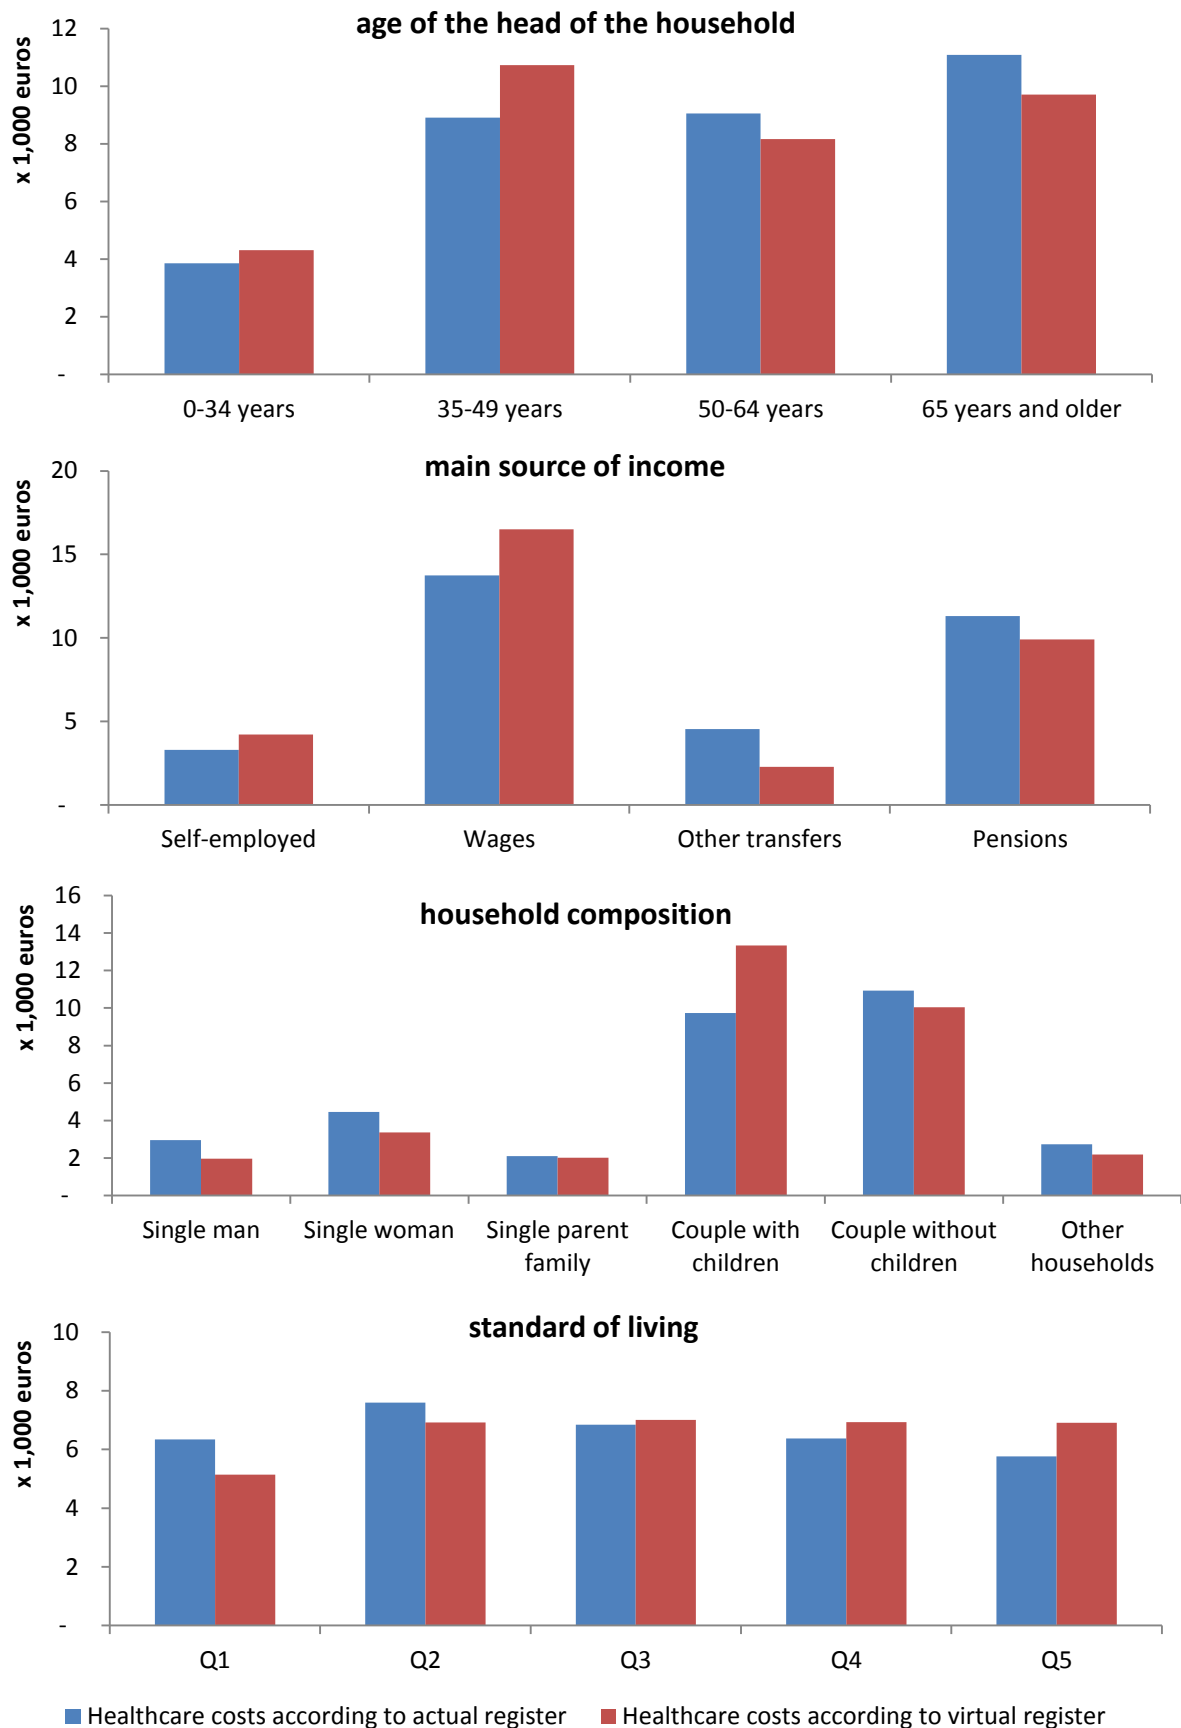 age of the head of the household
x 1,000 euros
12
10
8
6
4
2
-
0-34 years 35-49 years 50-64 years 65 years and older
main source of income
x 1,000 euros
20
15
10
5
-
Self-employed Wages Other transfers Pensions
household composition
x 1,000 euros
16
14
12
10
8
6
4
2
-
Single man Single woman Single parent Couple with Couple without Other
family children children households
standard of living
x 1,000 euros
10
8
6
4
2
-
Q1 Q2 Q3 Q4 Q5
Healthcare costs according to actual register Healthcare costs according to virtual register